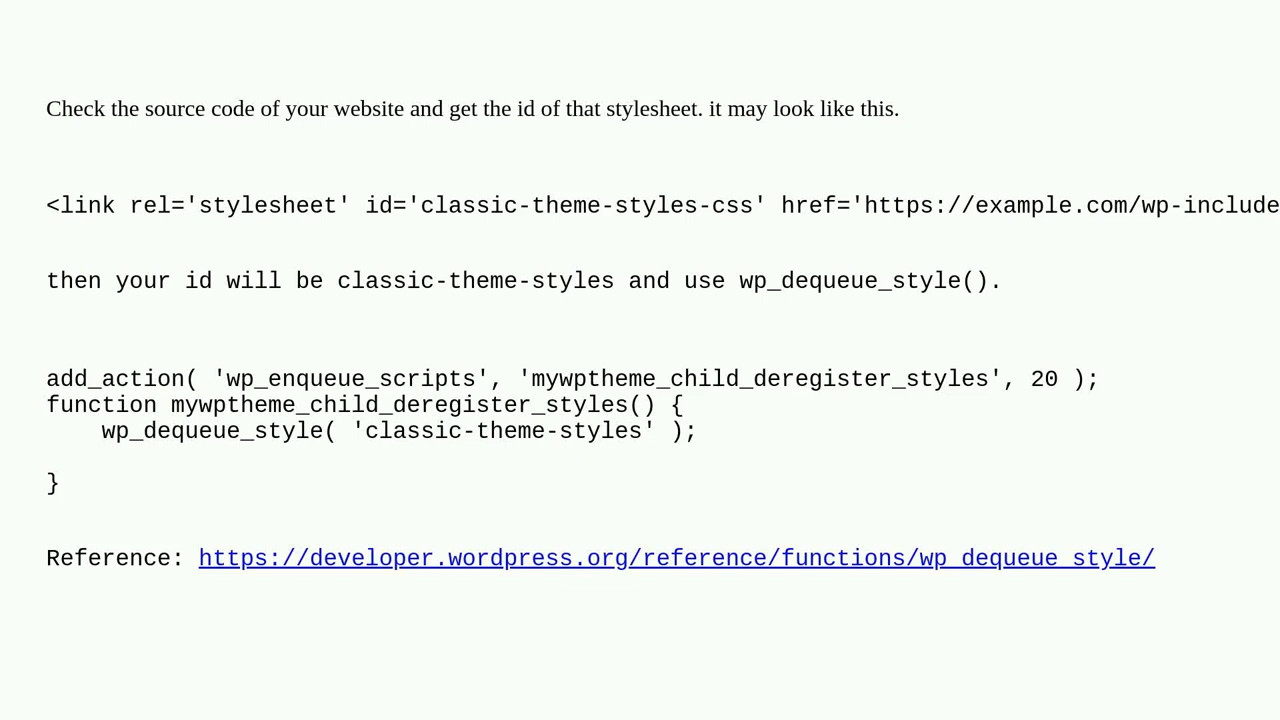 Check the source code of your website and get the id of that stylesheet. it may look like this.
<link rel='stylesheet' id='classic-theme-styles-css' href='https://example.com/wp-include
then your id will be classic-theme-styles and use wp_dequeue_style().
add_action( 'wp_enqueue_scripts', 'mywptheme_child_deregister_styles', 20 );
function mywptheme_child_deregister_styles() {
    wp_dequeue_style( 'classic-theme-styles' );
}
Reference: https://developer.wordpress.org/reference/functions/wp_dequeue_style/